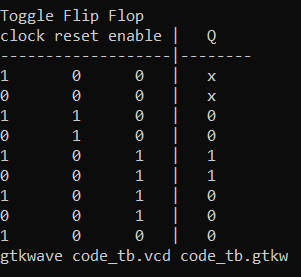 Toggle Flip Flop
clock reset enable |   Q
-------------------|--------
1       0     0    |   x
0       0     0    |   x
1       1     0    |   0
0       1     0    |   0
1       0     1    |   1
0       0     1    |   1
1       0     1    |   0
0       0     1    |   0
1       0     0    |   0
gtkwave code_tb.vcd code_tb.gtkw